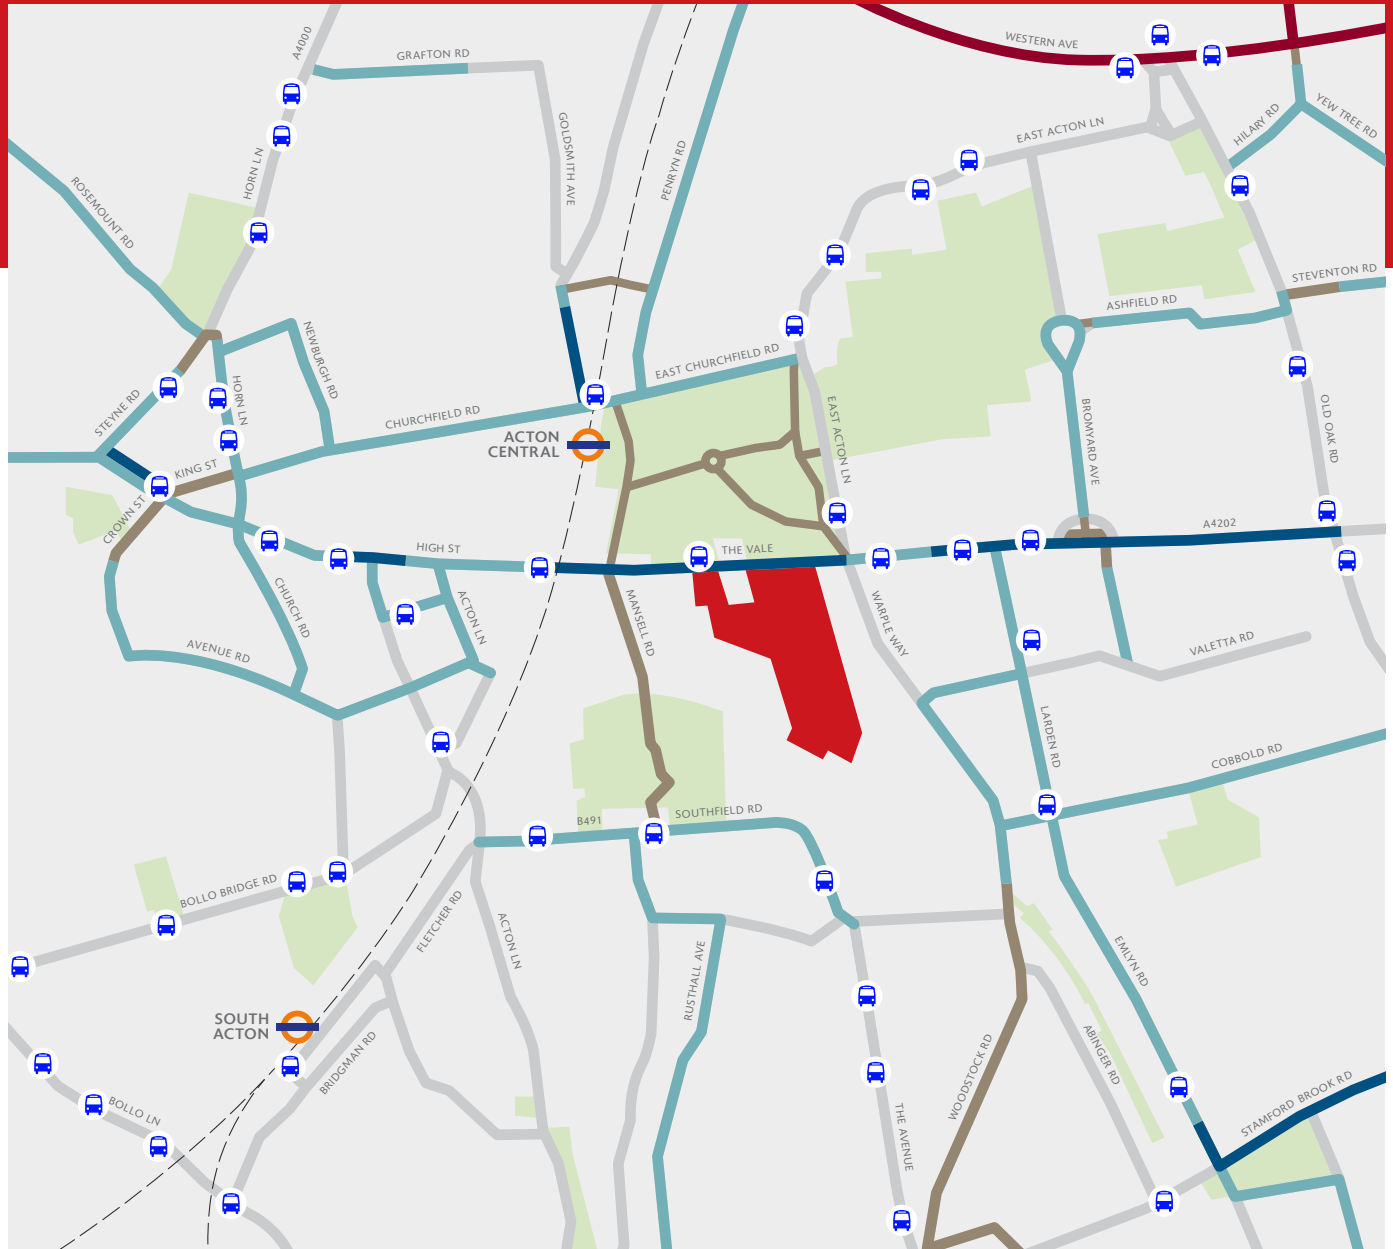 A4000
GRAFTON RD
WESTERN AVE
HILARY RD
YEW TREE RD
EAST ACTON LN
GOLDSMITH AVE
PENRYN RD
HORN LN
ROSEMOUNT RD
STEVENTON RD
ASHFIELD RD
NEWBURGH RD
EAST CHURCHFIELD RD
HORN LN
STEYNE RD
CHURCHFIELD RD
EAST ACTON LN
BROMYARD AVE
OLD OAK RD
ACTON
CENTRAL
KING ST
CROWN ST
A4202
HIGH ST
THE VALE
CHURCH RD
ACTON LN
MANSELL RD
WARPLE WAY
AVENUE RD
VALETTA RD
LARDEN RD
COBBOLD RD
B491
SOUTHFIELD RD
BOLLO BRIDGE RD
FLETCHER RD
ACTON LN
RUSTHALL AVE
EMLYN RD
SOUTH
ACTON
BRIDGMAN RD
WOODSTOCK RD
ABINGER RD
BOLLO LN
THE AVENUE
STAMFORD BROOK RD